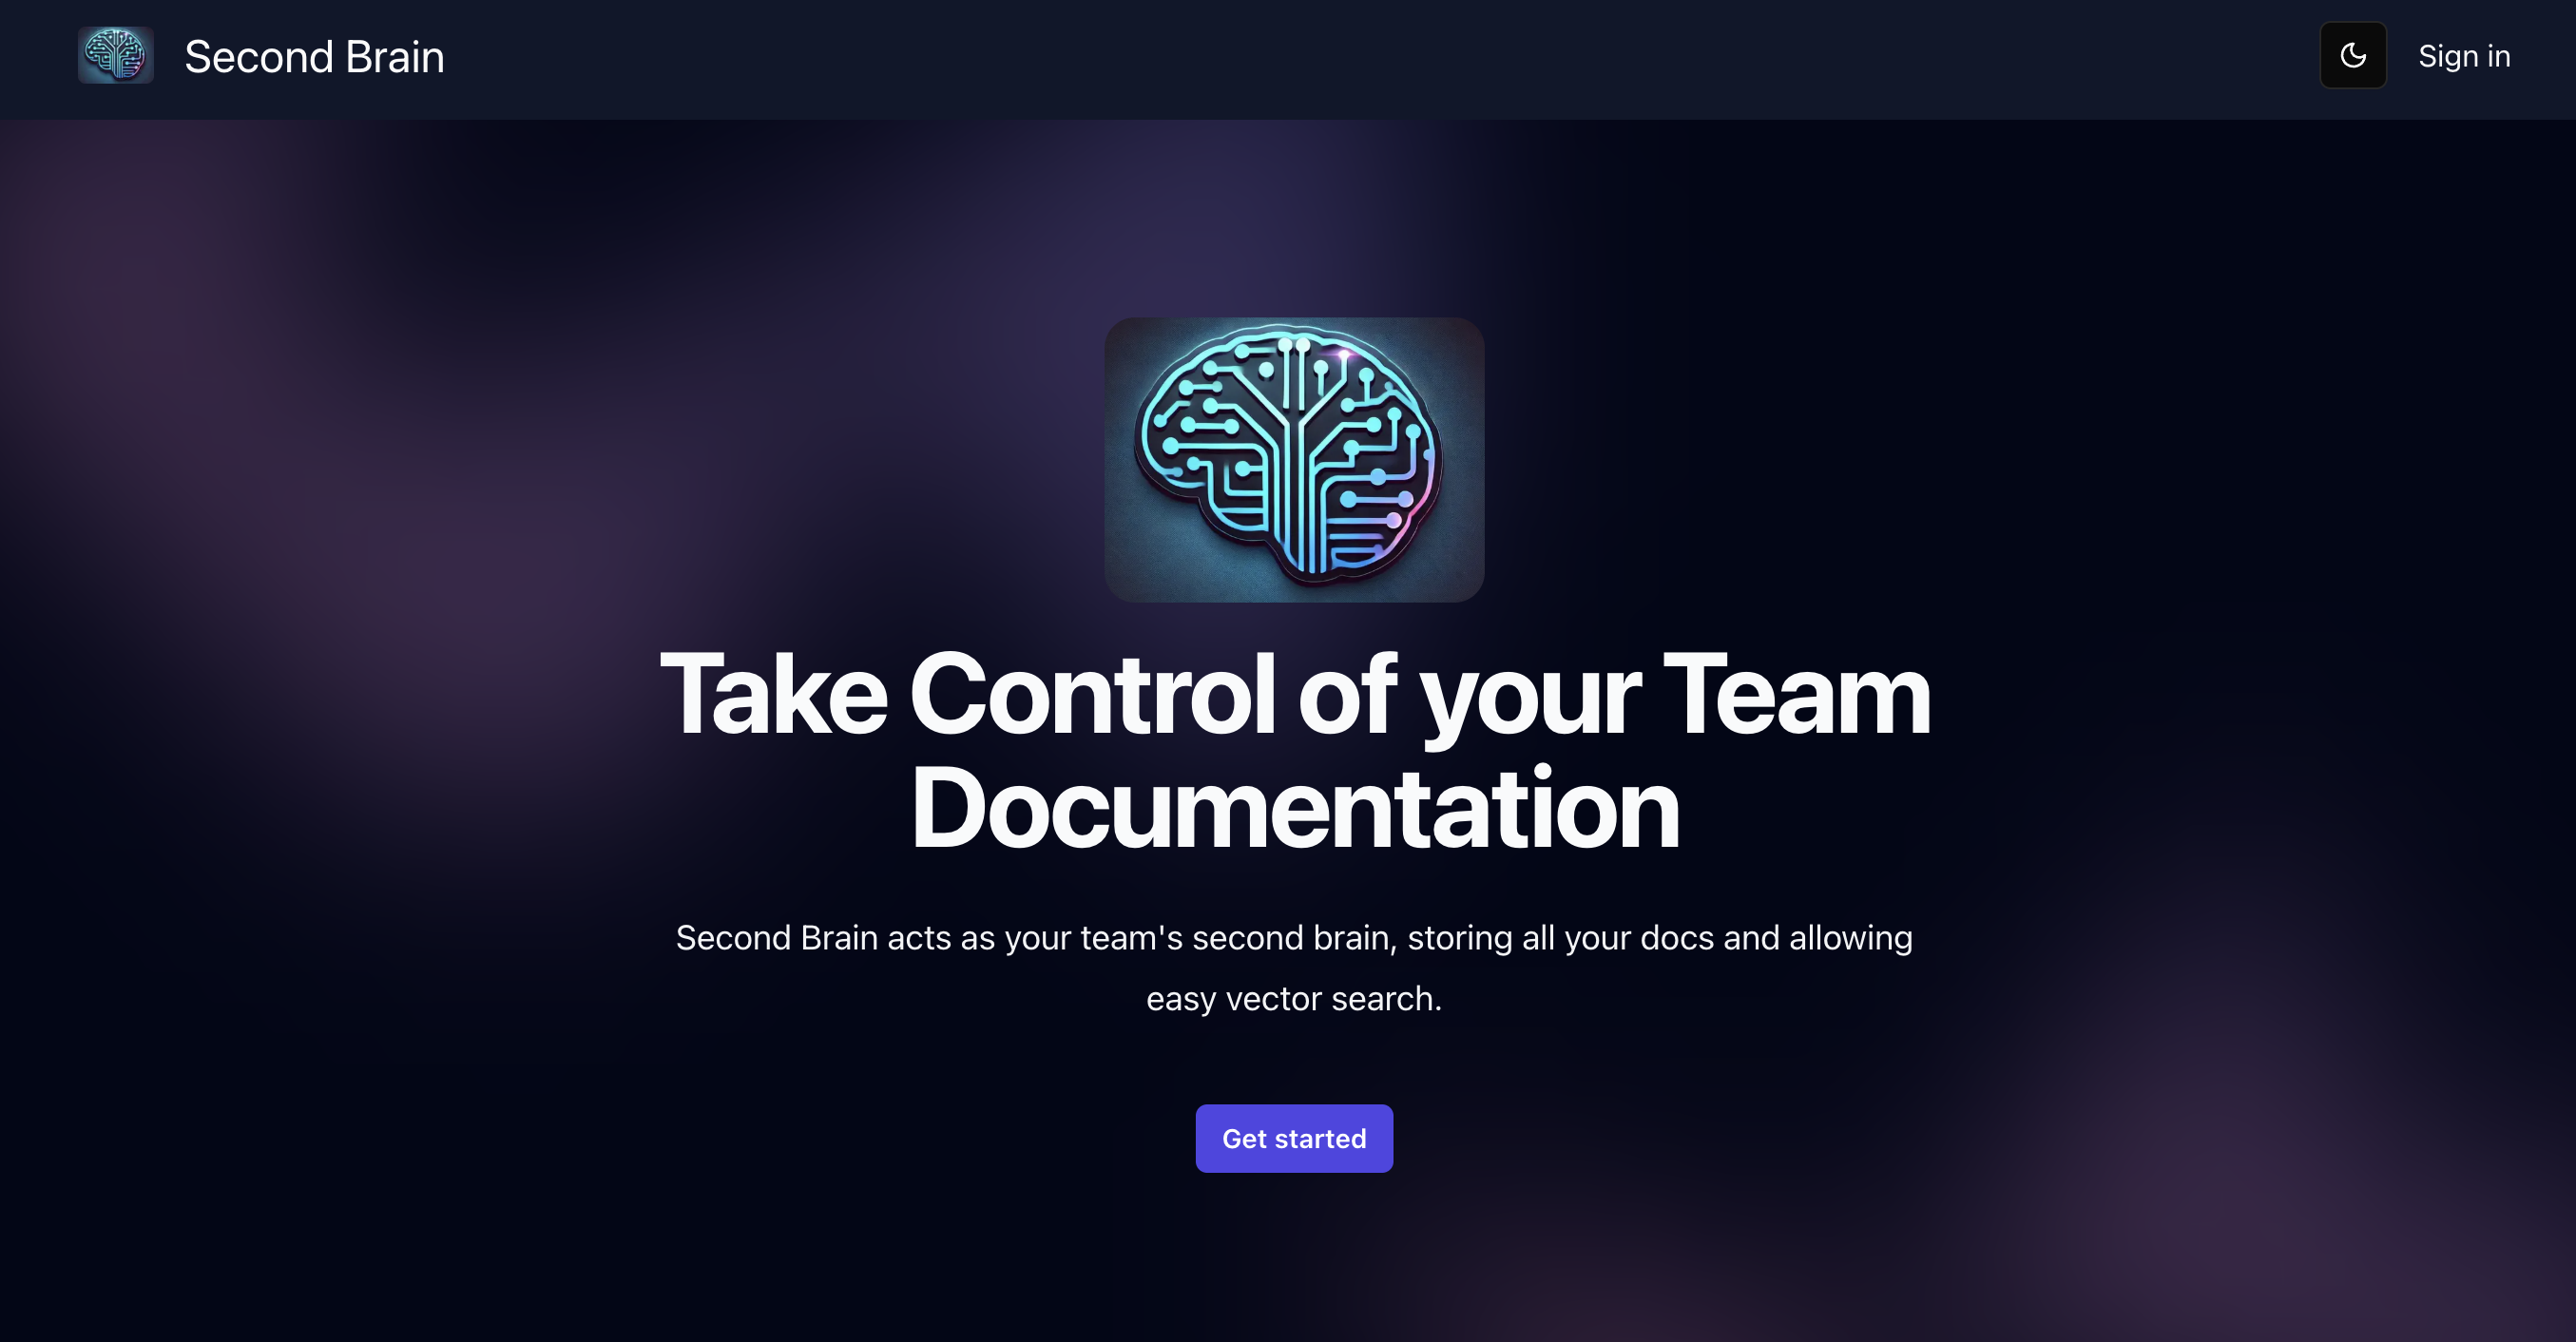 Second Brain
Sign in
Take Control of your Team
Documentation
Second Brain acts as your team's second brain, storing all your docs and allowing
easy vector search.
Get started